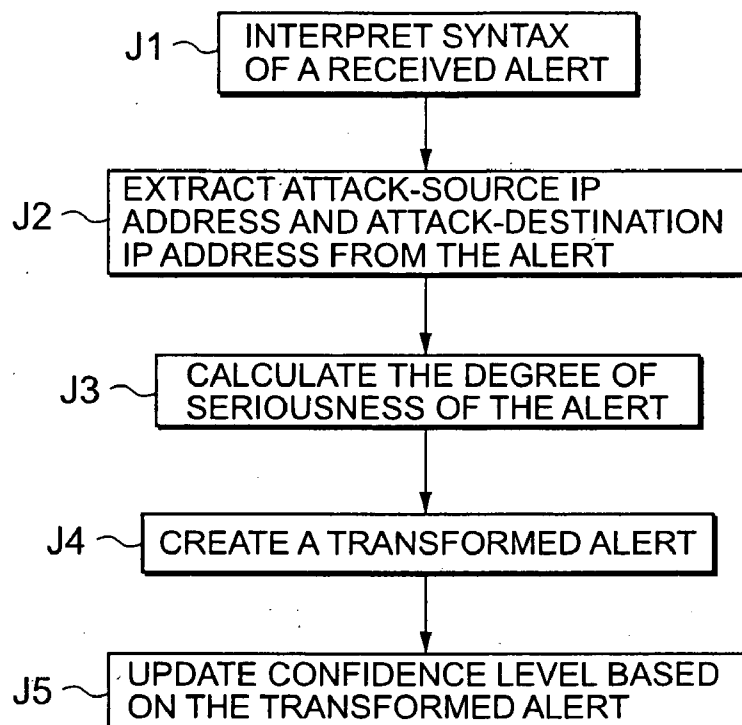 J1
INTERPRET SYNTAX
OF A RECEIVED ALERT
J2
EXTRACT ATTACK-SOURCE IP
ADDRESS AND ATTACK-DESTINATION
IP ADDRESS FROM THE ALERT
J3
CALCULATE THE DEGREE OF
SERIOUSNESS OF THE ALERT
J4
CREATE A TRANSFORMED ALERT
J5
UPDATE CONFIDENCE LEVEL BASED
ON THE TRANSFORMED ALERT